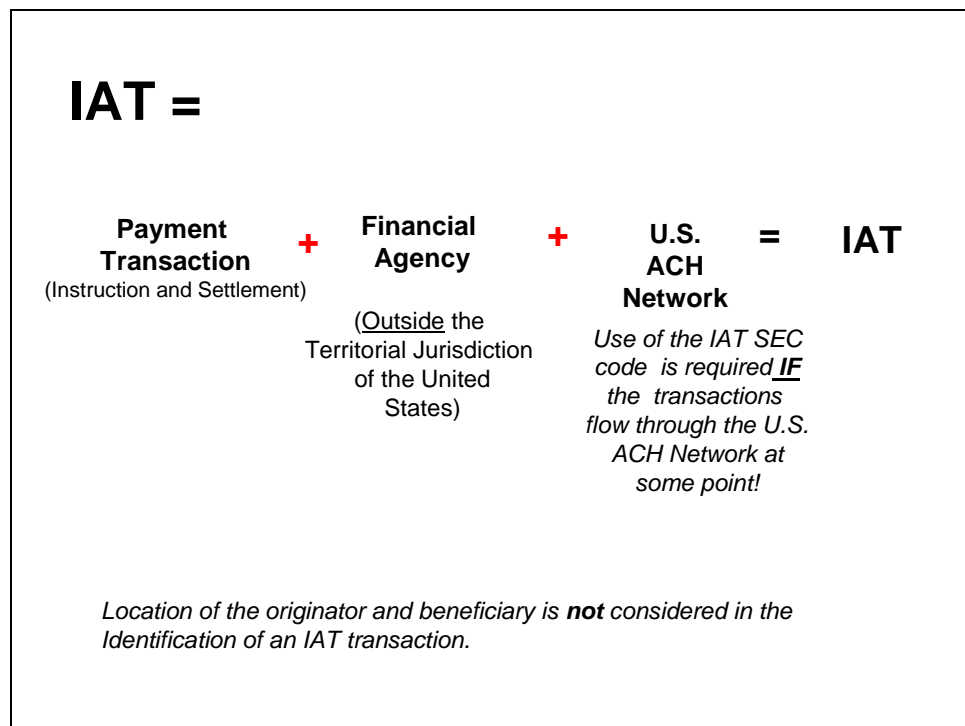 IAT =
Payment
Transaction
(Instruction and Settlement)
+
Financial
Agency
(Outside the
Territorial Jurisdiction
of the United
States)
+
U.S.
ACH
Network
Use of the IAT SEC
code is required IF
the transactions
flow through the U.S.
ACH Network at
some point!
=
IAT
Location of the originator and beneficiary is not considered in the
Identification of an IAT transaction.